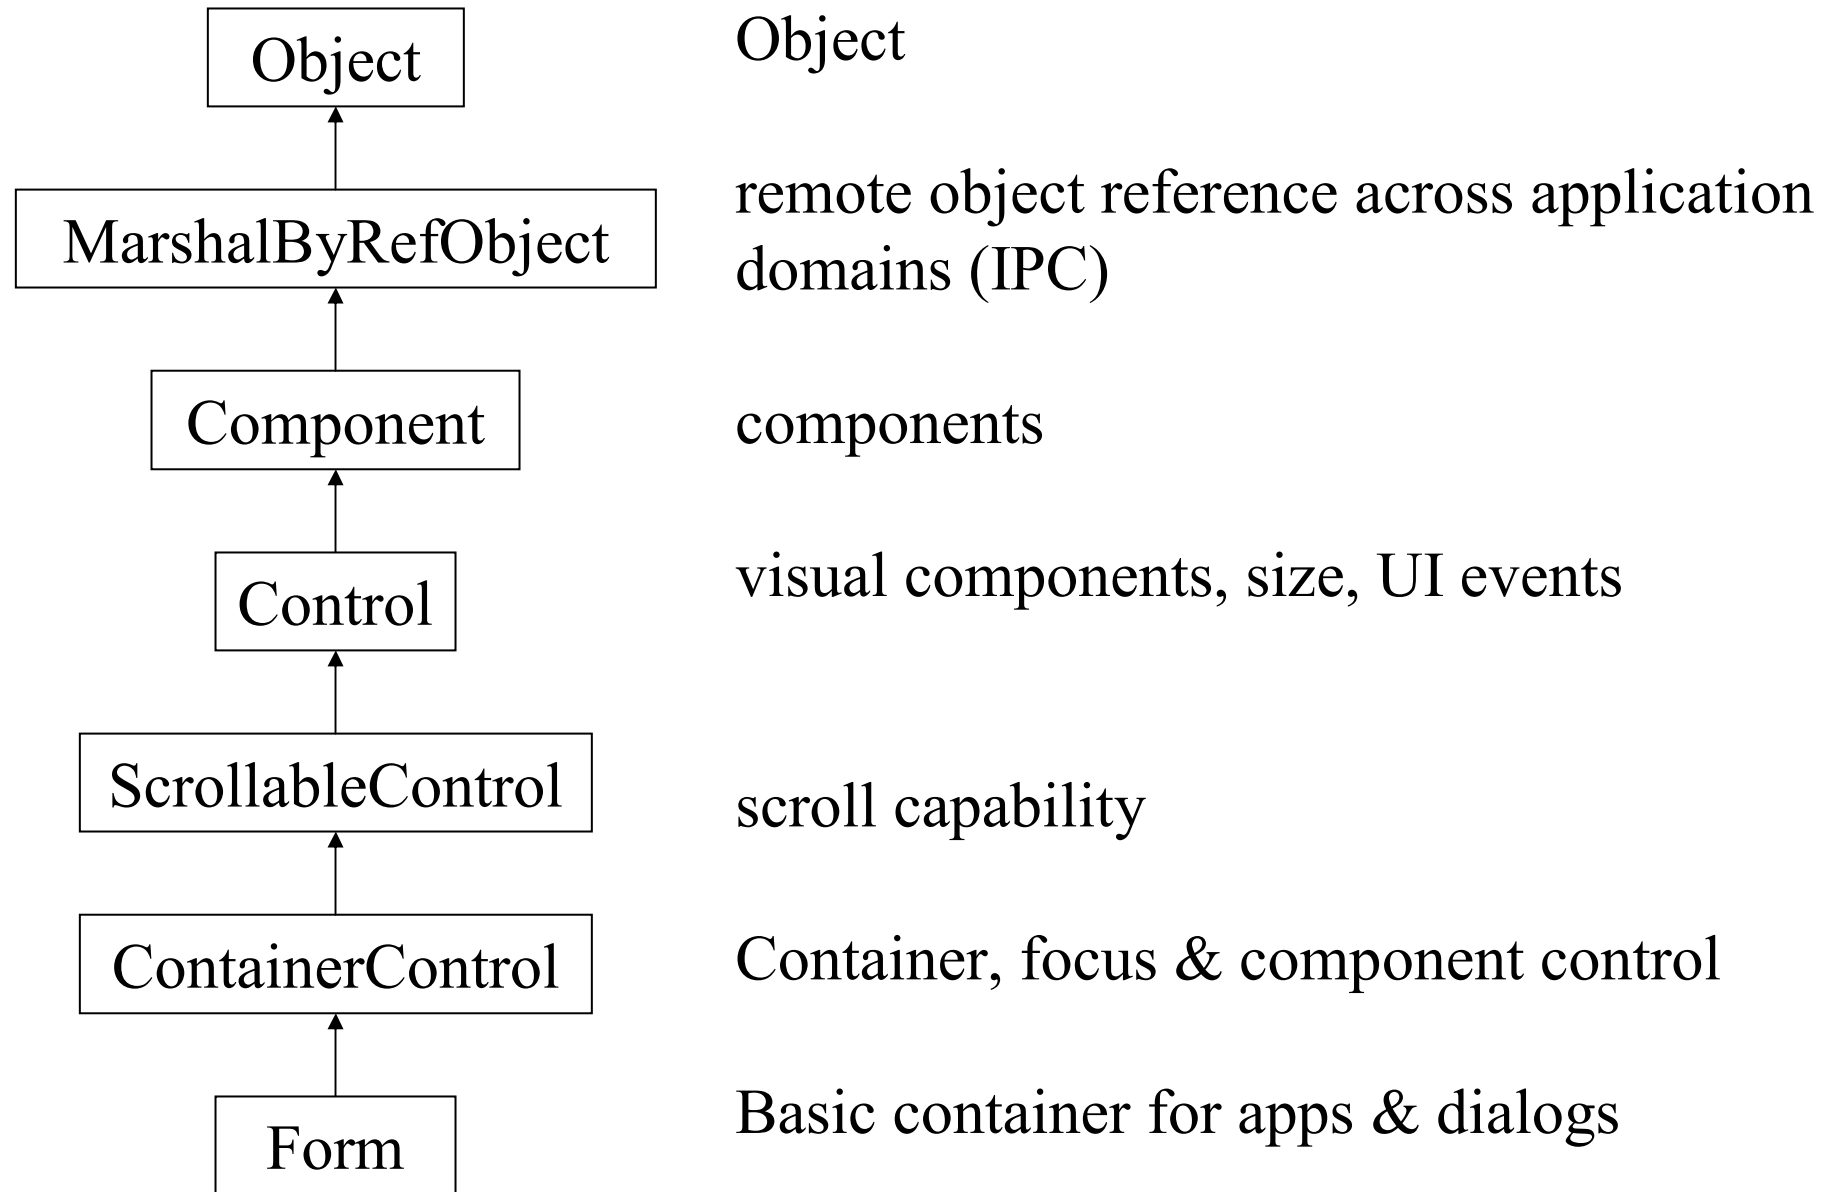 Object
Object
MarshalByRefObject
remote object reference across application
domains (IPC)
Component
components
Control
visual components, size, UI events
ScrollableControl
scroll capability
ContainerControl
Container, focus & component control
Form
Basic container for apps & dialogs